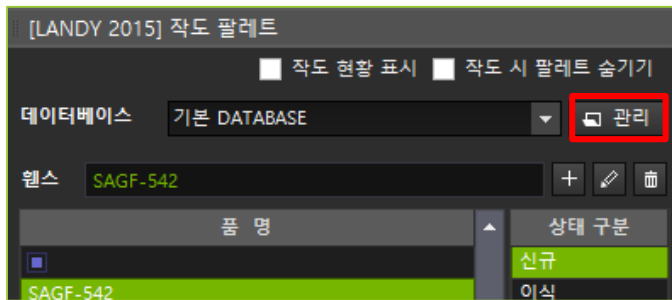 [LANDY 2015] 작도 팔레트
작도 현황 표시 작도 시 팔레트 숨기기
데이터베이스 기본 DATABASE 관리
휀스 SAGF-542
품 명 상태 구분
신규
SAGF-542 이식